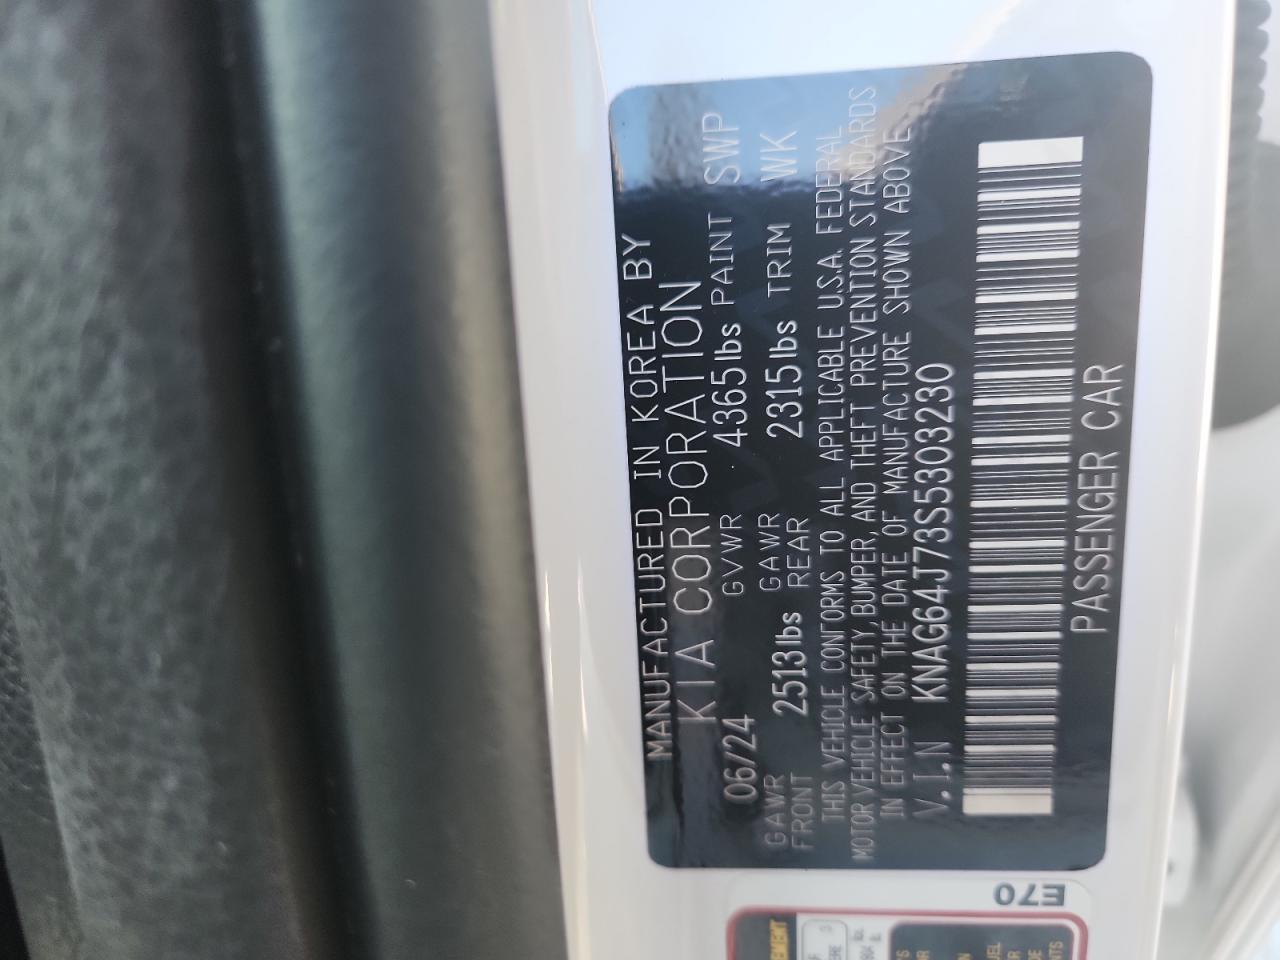 MANUFACTURED IN KOREA BY
KIA CORPORATION
06/24 GVWR 4365lbs PAINT SWP
GAWR FRONT 2513lbs GAWR REAR 2315lbs TRIM WK
THIS VEHICLE CONFORMS TO ALL APPLICABLE U.S.A. FEDERAL
MOTOR VEHICLE SAFETY, BUMPER, AND THEFT PREVENTION STANDARDS
IN EFFECT ON THE DATE OF MANUFACTURE SHOWN ABOVE
V.I.N KNAG64J73S5303230
PASSENGER CAR
E70